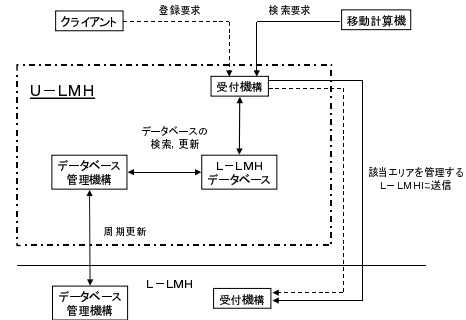 登録要求
検索要求
クライアント
移動計算機
U-LMH
受付機構
データベースの
検索, 更新
データベース
管理機構
L-LMH
データベース
該当エリアを管理する
L-LMHに送信
周期更新
L-LMH
データベース
管理機構
受付機構